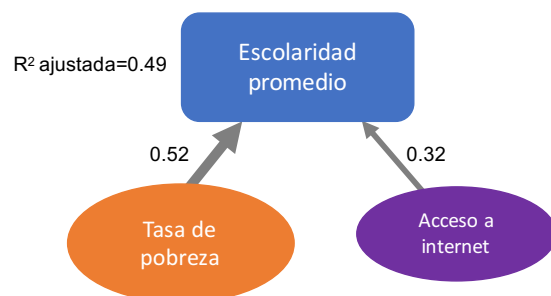 Escolaridad
promedio
R² ajustada=0.49
0.52
0.32
Tasa de
pobreza
Acceso a
internet